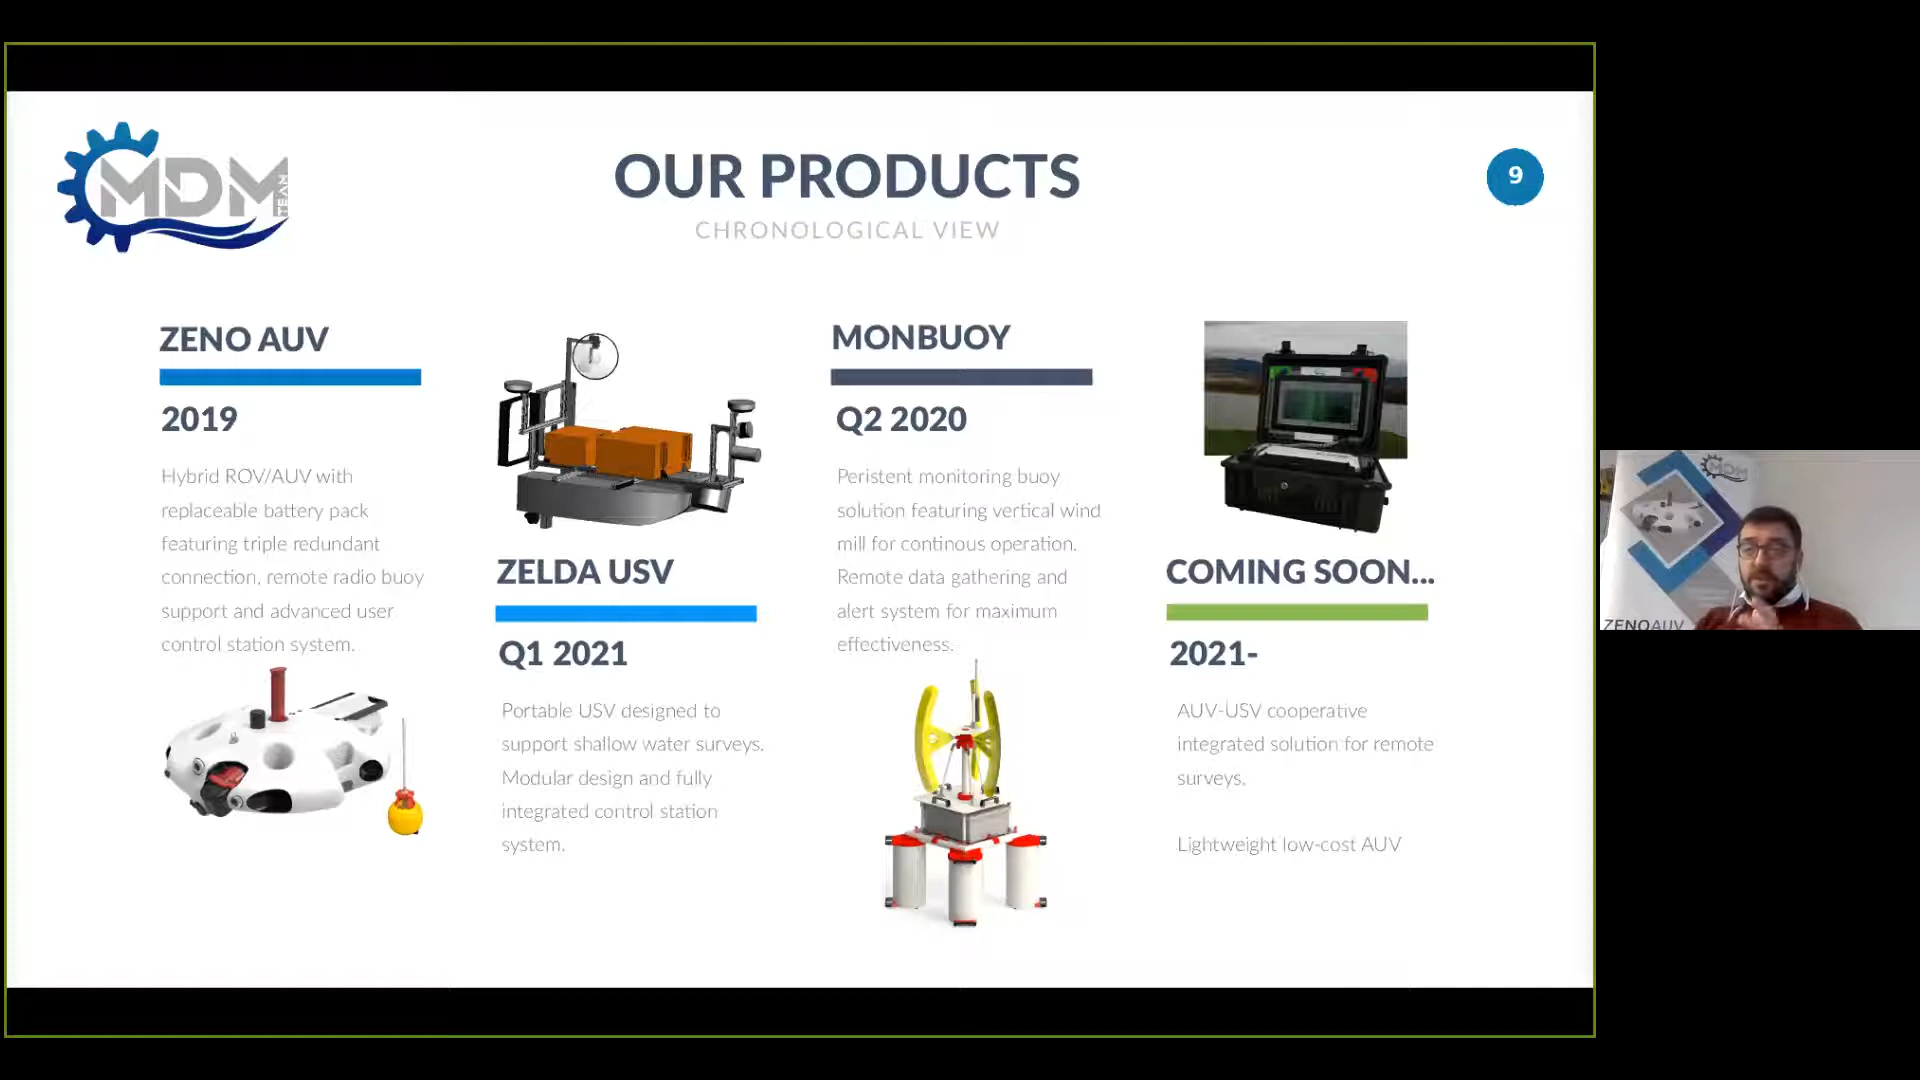 MDM
TEAM
OUR PRODUCTS
CHRONOLOGICAL VIEW
9
ZENO AUV
2019
Hybrid ROV/AUV with
replaceable battery pack
featuring triple redundant
connection, remote radio buoy
support and advanced user
control station system.
ZELDA USV
Q1 2021
Portable USV designed to
support shallow water surveys.
Modular design and fully
integrated control station
system.
MONBUOY
Q2 2020
Peristent monitoring buoy
solution featuring vertical wind
mill for continous operation.
Remote data gathering and
alert system for maximum
effectiveness.
COMING SOON...
2021-
AUV-USV cooperative
integrated solution for remote
surveys.
Lightweight low-cost AUV
MDM
ZENOAUV